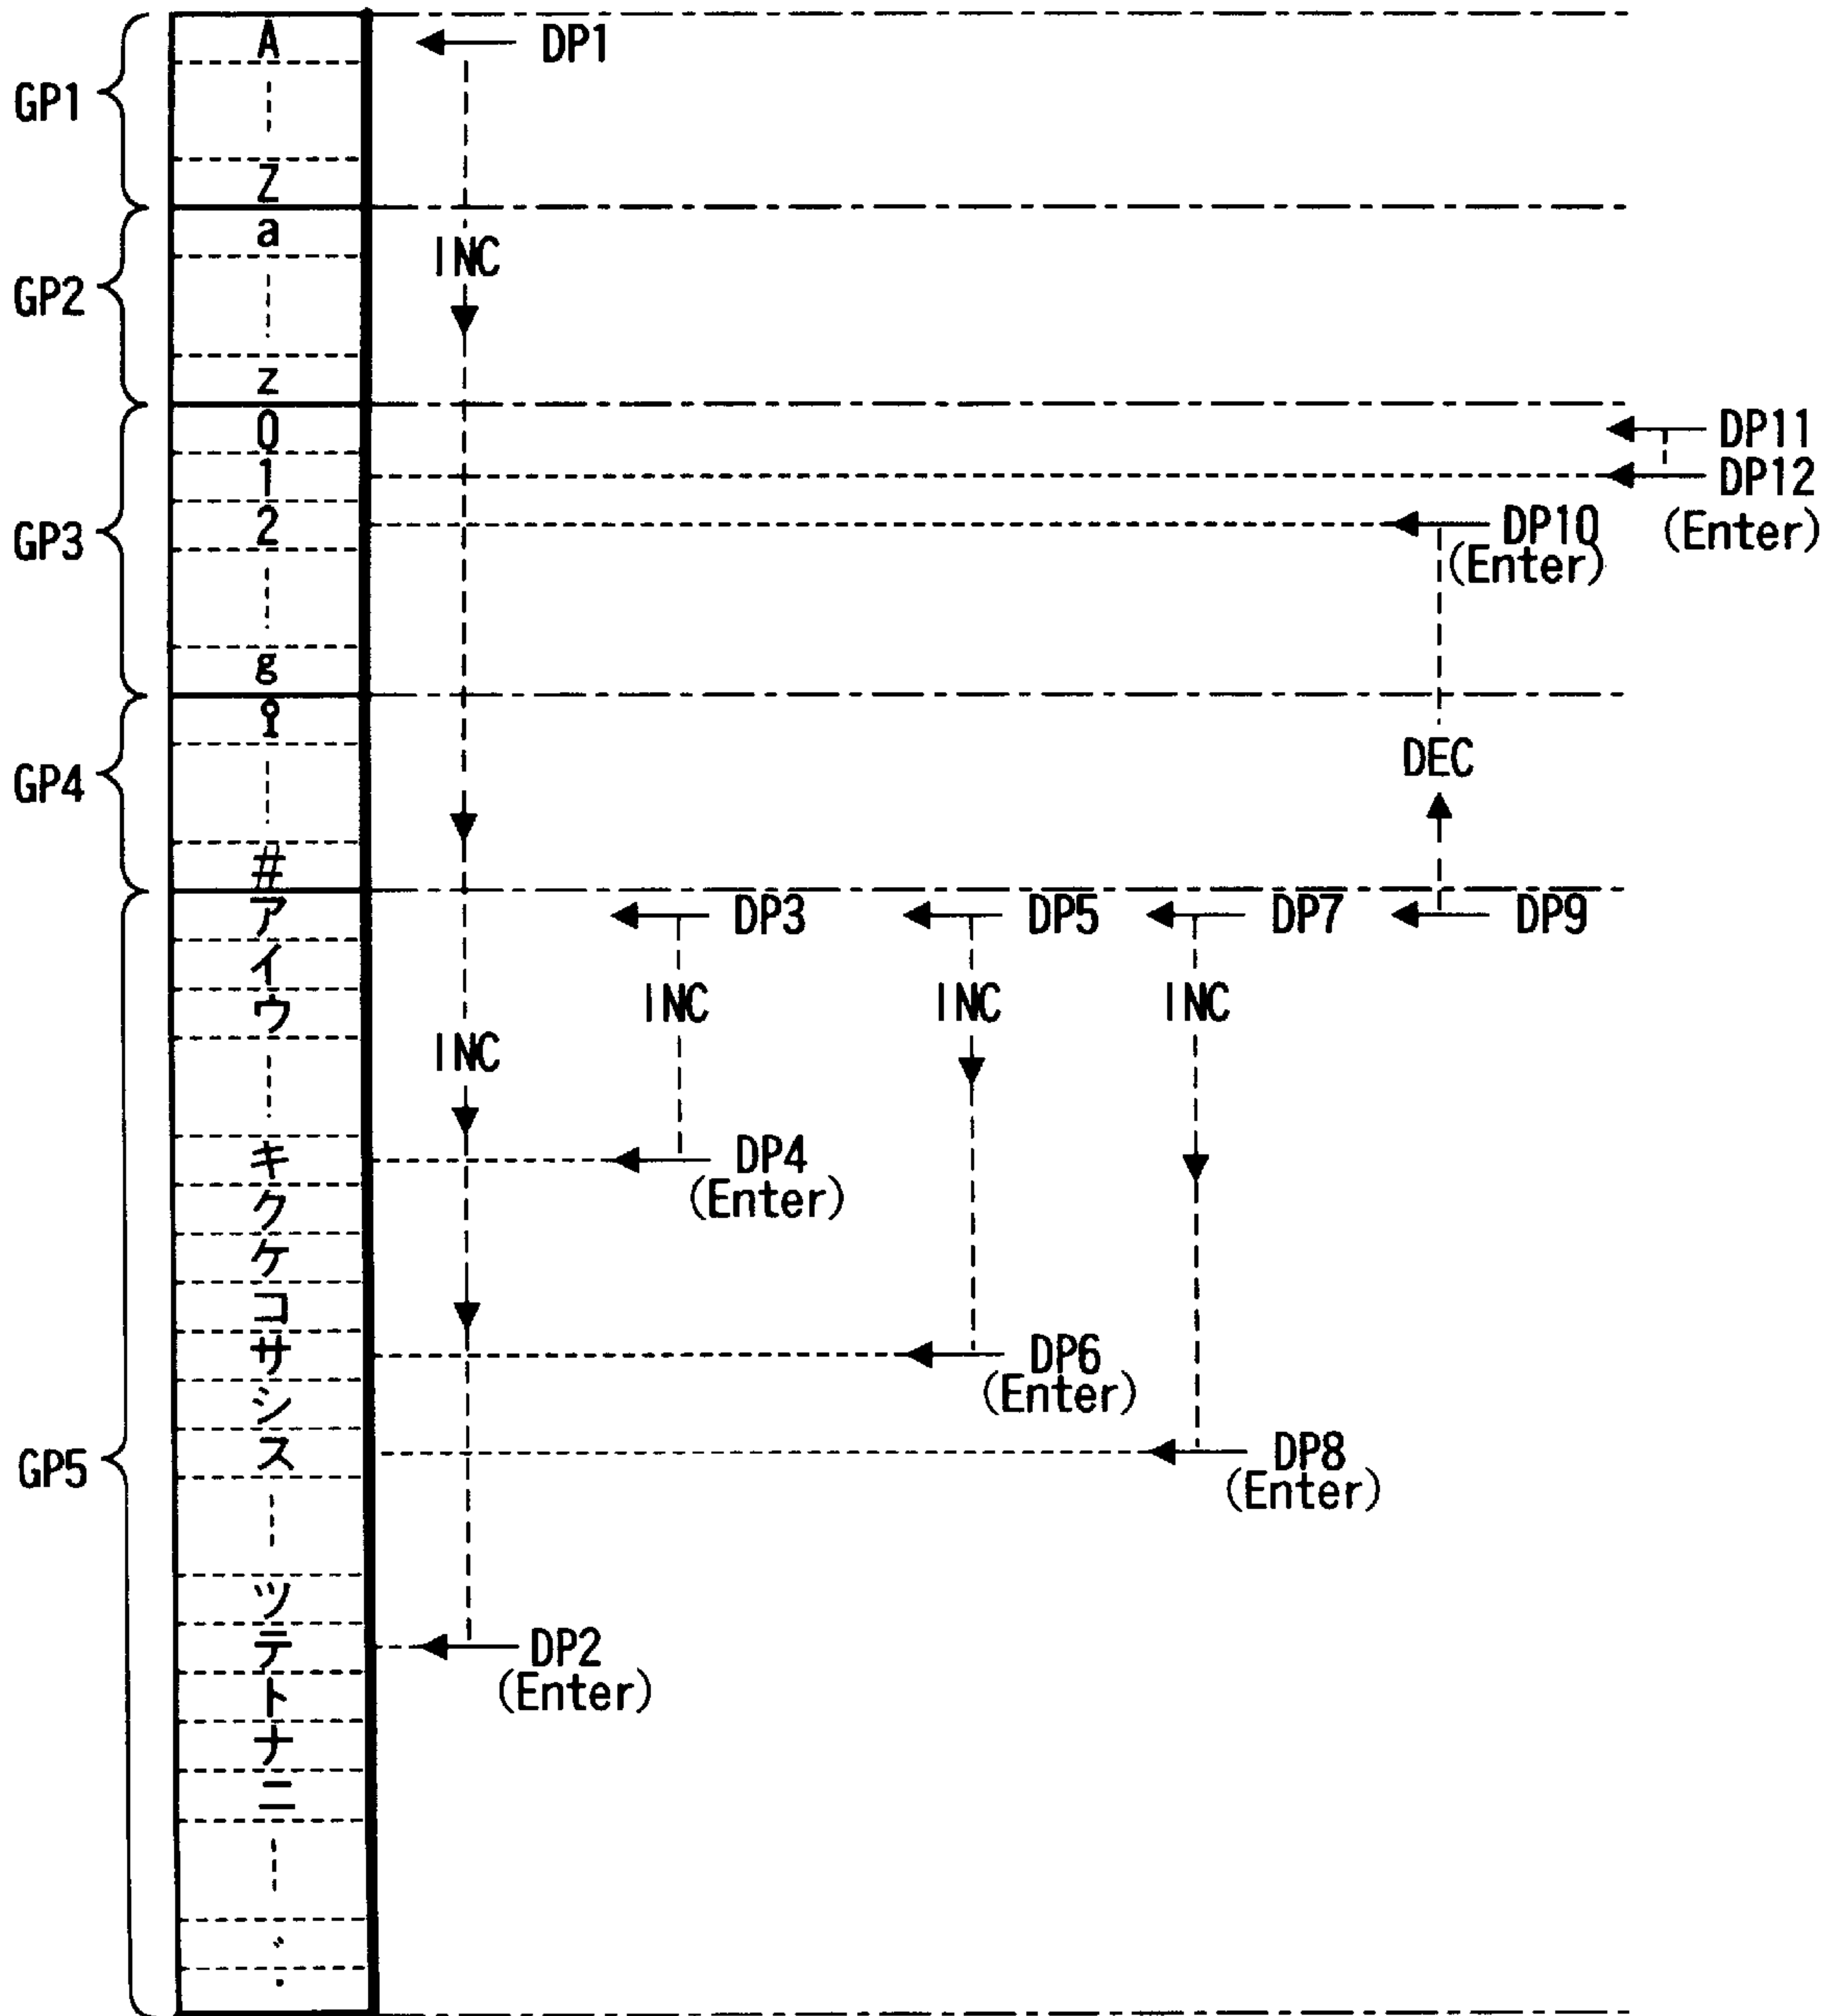 A
DP1
GP1
Z
a
INC
GP2
z
0
DP11
1
DP12
2
DP10
(Enter)
(Enter)
GP3
g
DEC
GP4
#
ア
DP3
DP5
DP7
DP9
イ
ウ
INC
INC
INC
INC
キ
DP4
(Enter)
ク
ケ
コ
サ
DP6
(Enter)
シ
ス
DP8
(Enter)
GP5
ツ
テ
DP2
(Enter)
ト
ナ
ニ